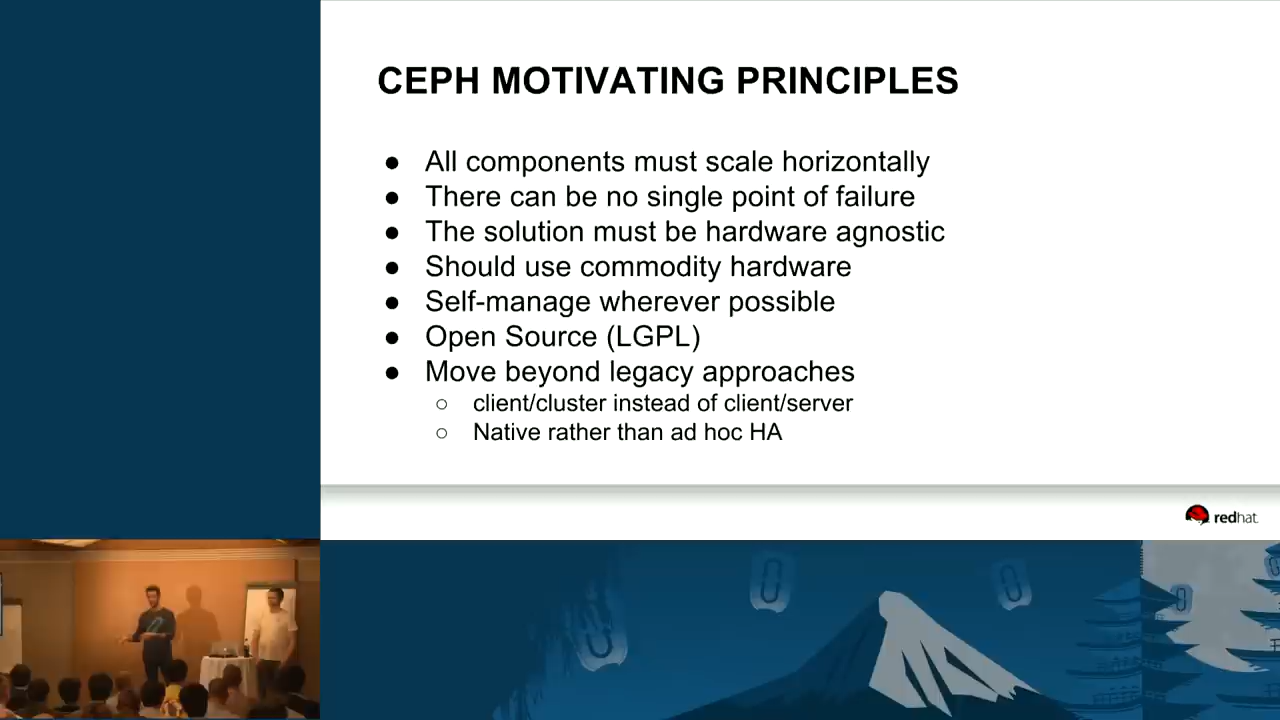 CEPH MOTIVATING PRINCIPLES
● All components must scale horizontally
● There can be no single point of failure
● The solution must be hardware agnostic
● Should use commodity hardware
● Self-manage wherever possible
● Open Source (LGPL)
● Move beyond legacy approaches
○ client/cluster instead of client/server
○ Native rather than ad hoc HA
redhat.